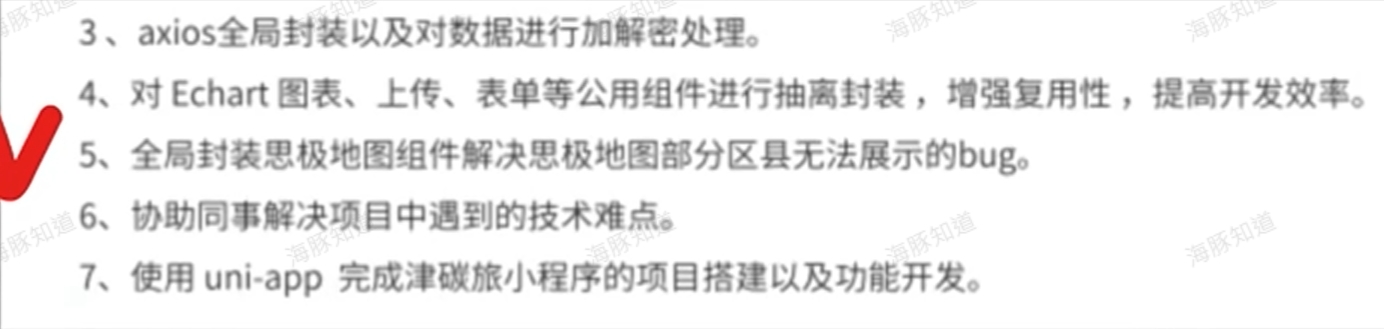 3、axios全局封装以及对数据进行加解密处理。
4、对 Echart 图表、上传、表单等公用组件进行抽离封装，增强复用性，提高开发效率。
5、全局封装思极地图组件解决思极地图部分区县无法展示的bug。
6、协助同事解决项目中遇到的技术难点。
7、使用 uni-app 完成津碳旅小程序的项目搭建以及功能开发。
海豚知道
海豚知道
海豚知道
海豚知道
海豚知道
海豚知道
海豚知道
海豚知道